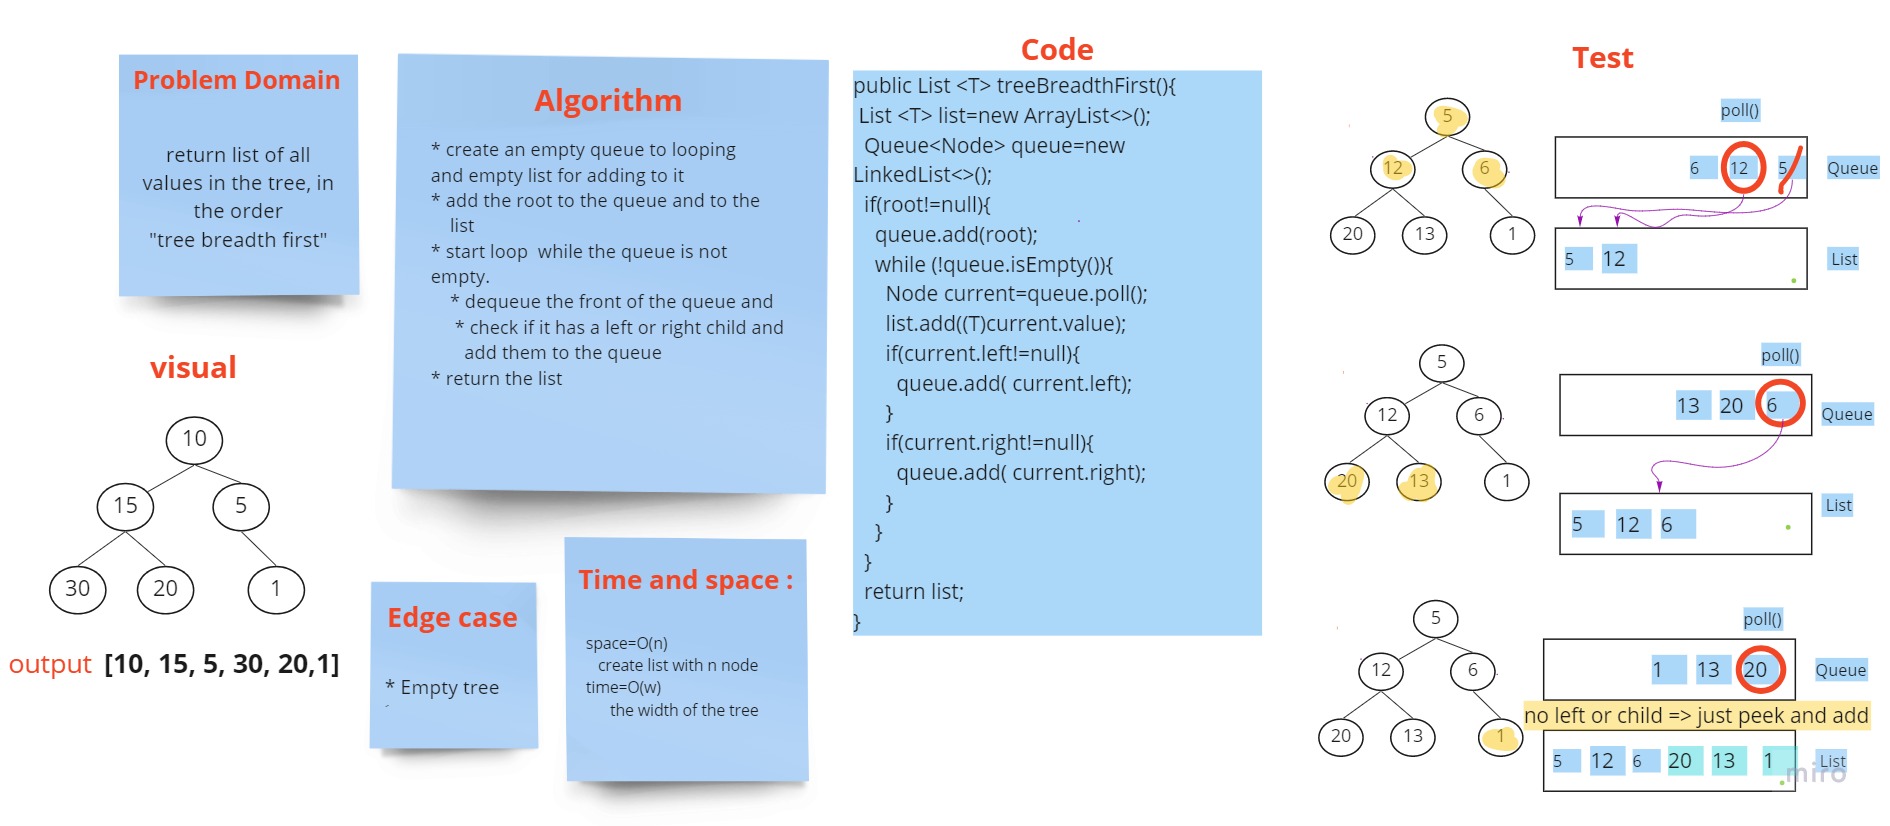 Problem Domain
return list of all
values in the tree, in
the order
"tree breadth first"
visual
10
15
5
30
20
1
output [10, 15, 5, 30, 20,1]
Algorithm
* create an empty queue to looping
and empty list for adding to it
* add the root to the queue and to the
list
* start loop while the queue is not
empty.
* dequeue the front of the queue and
* check if it has a left or right child and
add them to the queue
* return the list
Edge case
* Empty tree
Time and space :
space=O(n)
create list with n node
time=O(w)
the width of the tree
Code
public List <T> treeBreadthFirst(){
List <T> list=new ArrayList<>();
Queue<Node> queue=new
LinkedList<>();
if(root!=null){
queue.add(root);
while (!queue.isEmpty()){
Node current=queue.poll();
list.add((T)current.value);
if(current.left!=null){
queue.add( current.left);
}
if(current.right!=null){
queue.add( current.right);
}
}
}
return list;
}
Test
5
12
6
20
13
1
poll()
6 12 5
Queue
5 12
List
5
12
6
20
13
1
poll()
13 20 6
Queue
5 12 6
List
5
12
6
20
13
1
poll()
1 13 20
Queue
no left or child => just peek and add
5 12 6 20 13 1
List
miro